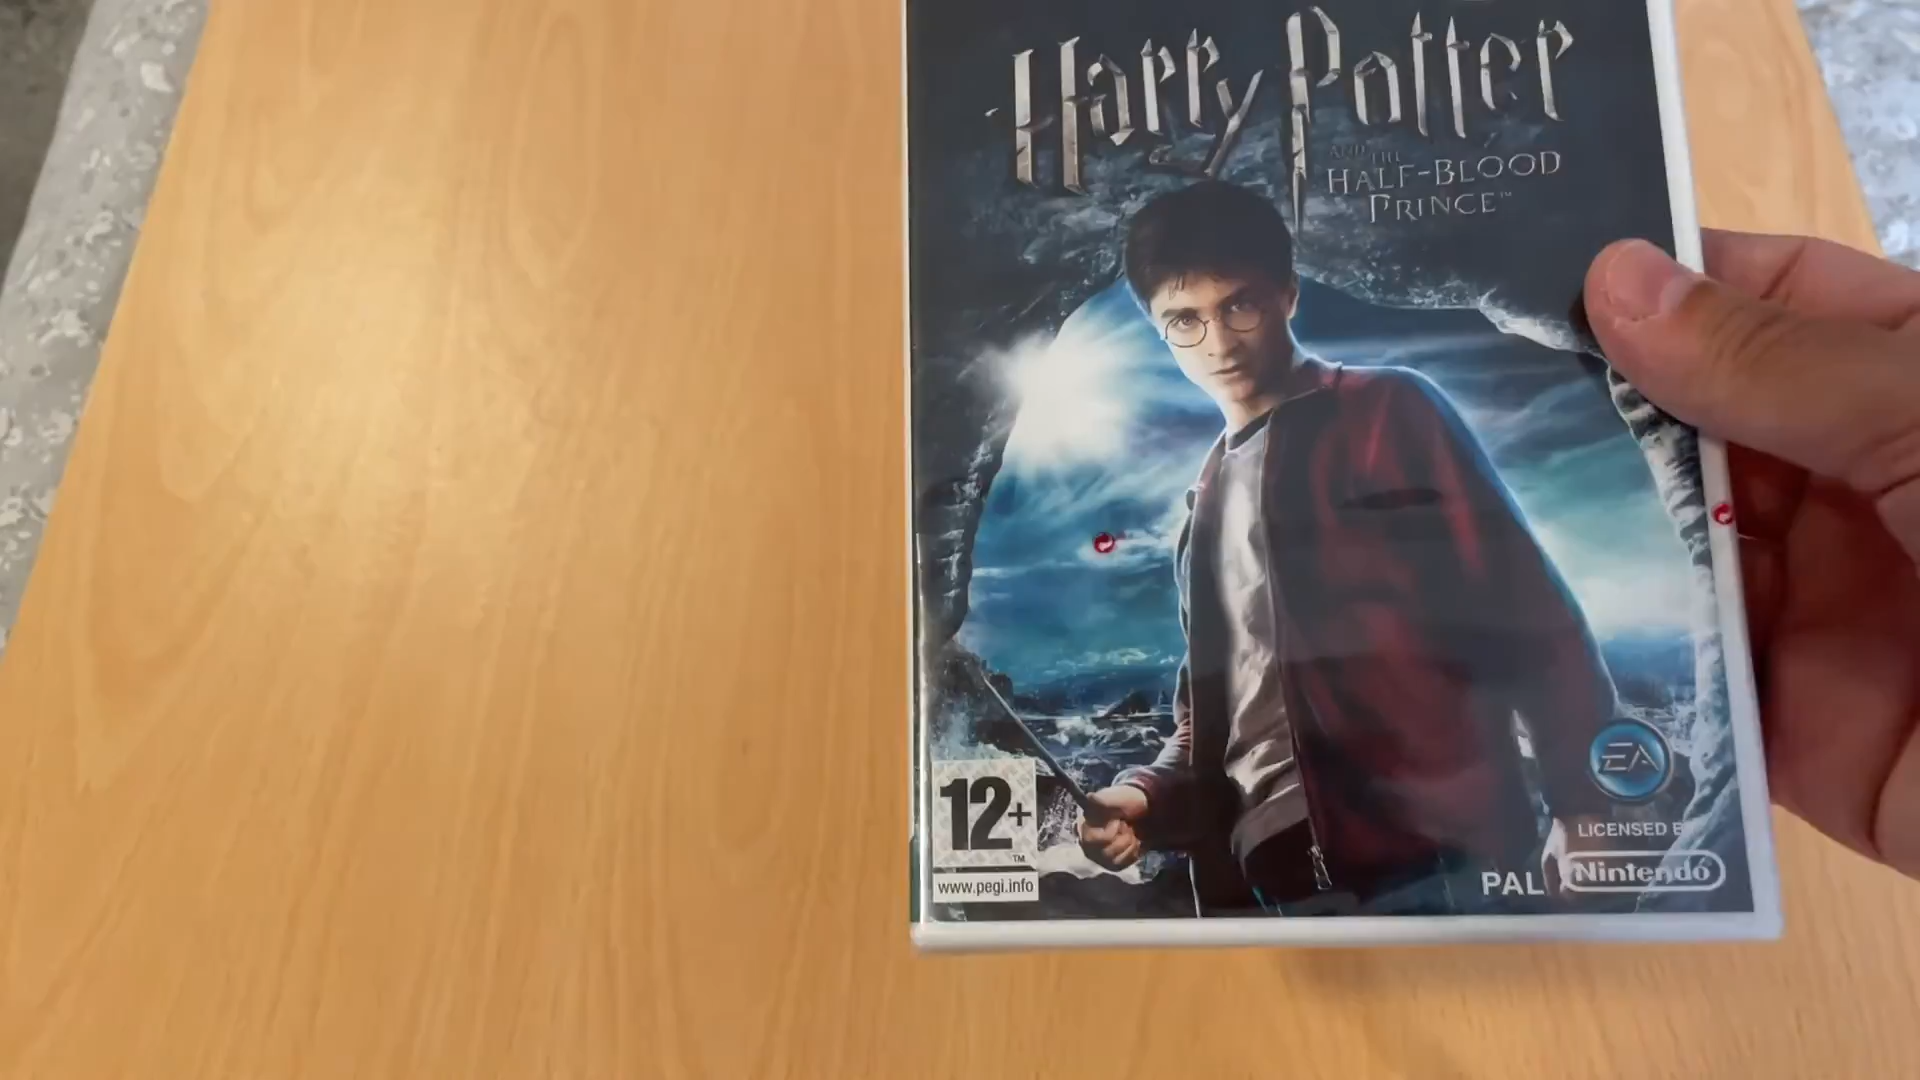 Harry Potter
AND THE
HALF-BLOOD
PRINCE™
12+
™
www.pegi.info
EA
LICENSED B
PAL
Nintendo